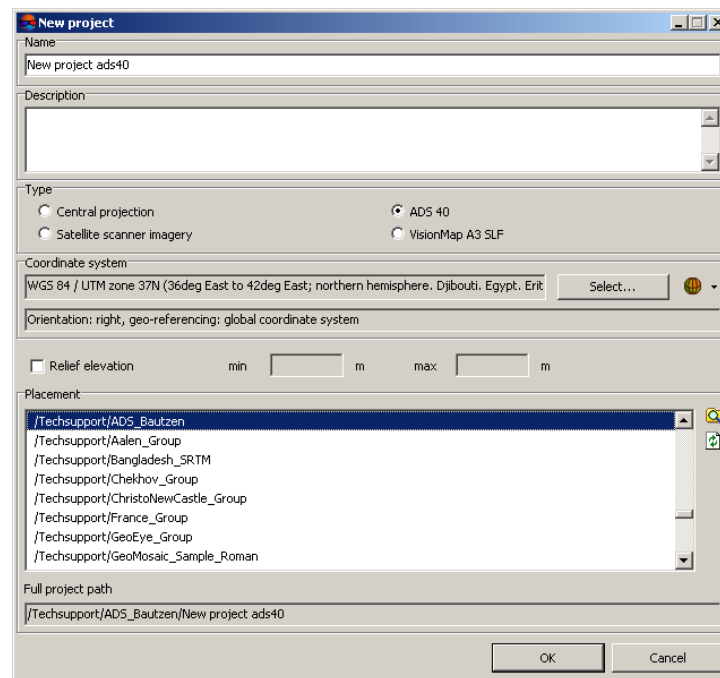 New project
Name
New project ads40
Description
Type
Central projection
ADS 40
Satellite scanner imagery
VisionMap A3 SLF
Coordinate system
WGS 84 / UTM zone 37N (36deg East to 42deg East; northern hemisphere. Djibouti. Egypt. Erit
Select...
Orientation: right, geo-referencing: global coordinate system
Relief elevation min m max m
Placement
/Techsupport/ADS_Bautzen
/Techsupport/Aalen_Group
/Techsupport/Bangladesh_SRTM
/Techsupport/Chekhov_Group
/Techsupport/ChristoNewCastle_Group
/Techsupport/France_Group
/Techsupport/GeoEye_Group
/Techsupport/GeoMosaic_Sample_Roman
Full project path
/Techsupport/ADS_Bautzen/New project ads40
OK
Cancel